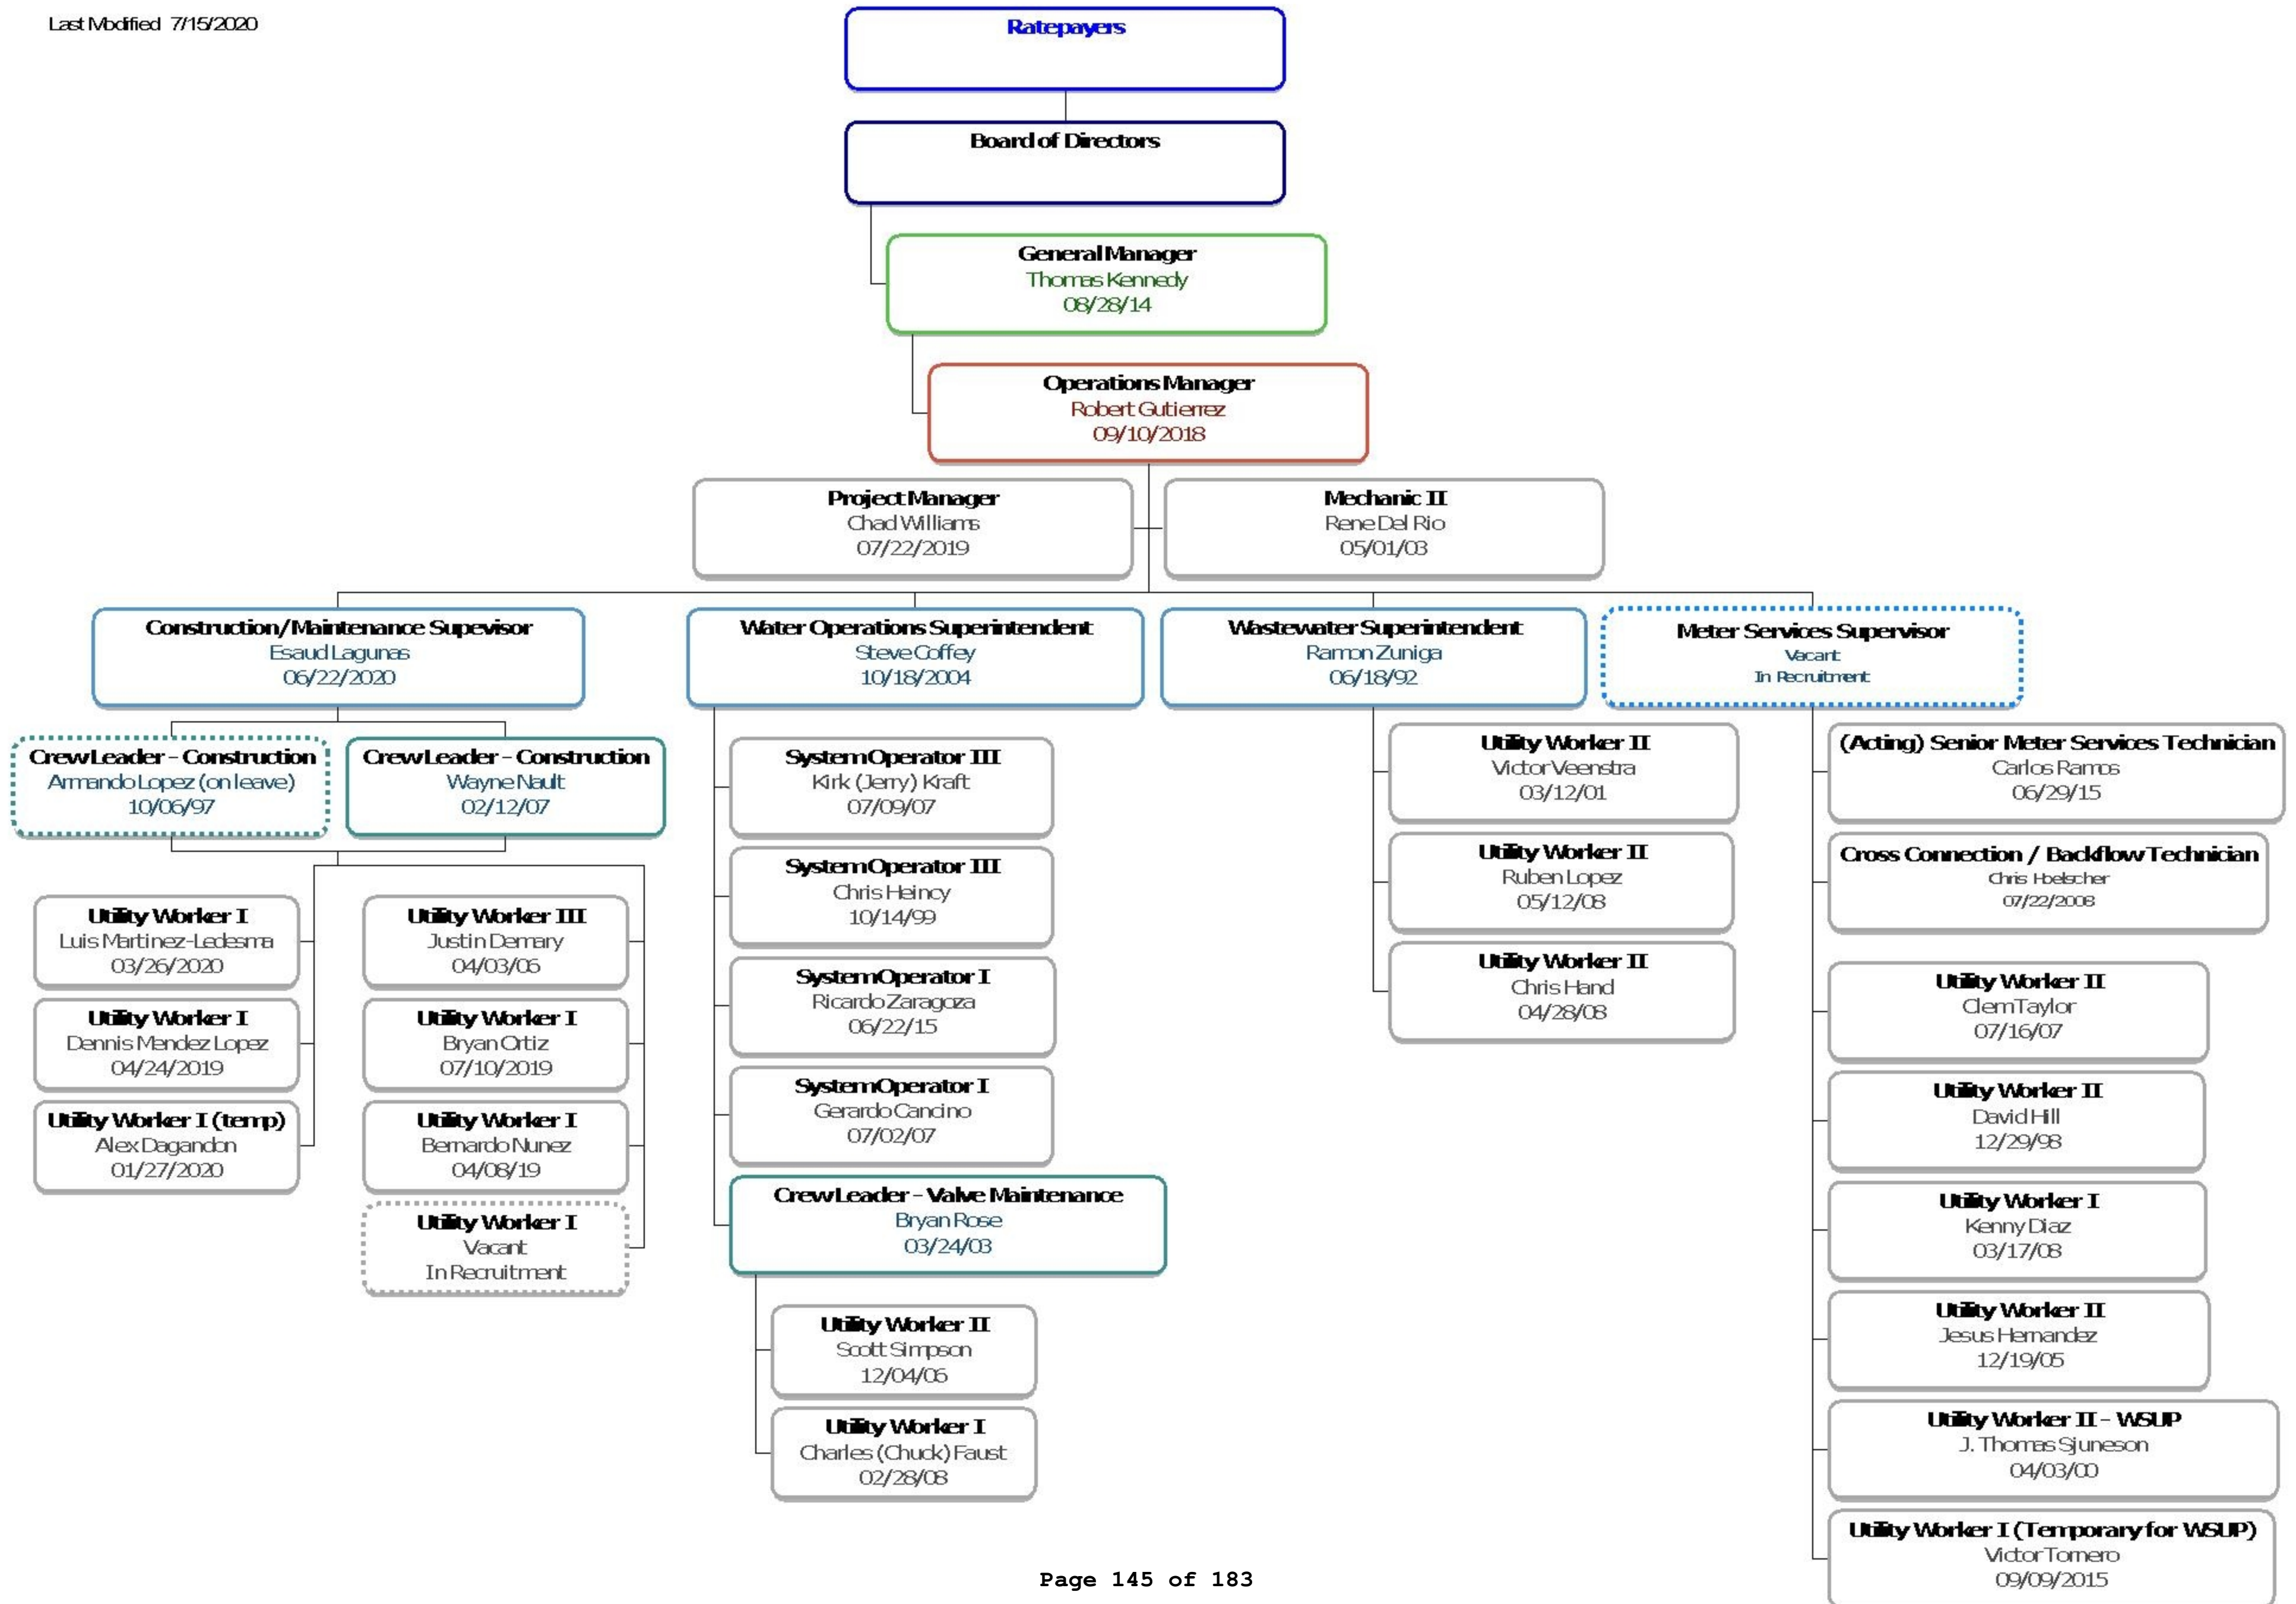 Last Modified 7/15/2020
Ratepayers
Board of Directors
General Manager
Thomas Kennedy
08/28/14
Operations Manager
Robert Gutierrez
09/10/2018
Project Manager
Chad Williams
07/22/2019
Mechanic II
Rene Del Rio
05/01/03
Construction/Maintenance Supevisor
Esaud Lagunas
06/22/2020
Water Operations Superintendent
Steve Coffey
10/18/2004
Wastewater Superintendent
Ramon Zuniga
06/18/92
Meter Services Supervisor
Vacant
In Recruitment
Crew Leader - Construction
Armando Lopez (on leave)
10/06/97
Crew Leader - Construction
Wayne Nault
02/12/07
Utility Worker I
Luis Martinez-Ledesma
03/26/2020
Utility Worker I
Dennis Mendez Lopez
04/24/2019
Utility Worker I (temp)
Alex Dagandon
01/27/2020
Utility Worker III
Justin Demary
04/03/06
Utility Worker I
Bryan Ortiz
07/10/2019
Utility Worker I
Bernardo Nunez
04/08/19
Utility Worker I
Vacant
In Recruitment
System Operator III
Kirk (Jerry) Kraft
07/09/07
System Operator III
Chris Heincy
10/14/99
System Operator I
Ricardo Zaragoza
06/22/15
System Operator I
Gerardo Cancino
07/02/07
Crew Leader - Valve Maintenance
Bryan Rose
03/24/03
Utility Worker II
Scott Simpson
12/04/06
Utility Worker I
Charles (Chuck) Faust
02/28/08
Utility Worker II
Victor Veenstra
03/12/01
Utility Worker II
Ruben Lopez
05/12/08
Utility Worker II
Chris Hand
04/28/08
(Acting) Senior Meter Services Technician
Carlos Ramos
06/29/15
Cross Connection / Backflow Technician
Chris Hoelscher
07/22/2008
Utility Worker II
Clem Taylor
07/16/07
Utility Worker II
David Hill
12/29/98
Utility Worker I
Kenny Diaz
03/17/08
Utility Worker II
Jesus Hernandez
12/19/05
Utility Worker II - WSUP
J. Thomas Sjuneson
04/03/00
Utility Worker I (Temporary for WSUP)
Victor Tornero
09/09/2015
Page 145 of 183